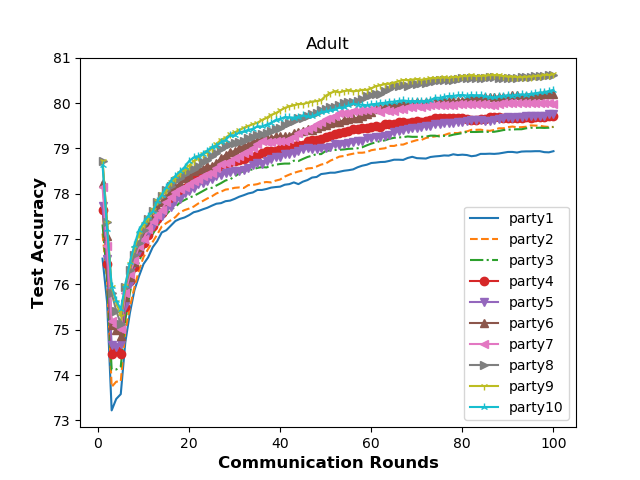 Adult
81
80
79
78
77
76
75
74
73
0
20
40
60
80
100
Test Accuracy
Communication Rounds
party1
party2
party3
party4
party5
party6
party7
party8
party9
party10